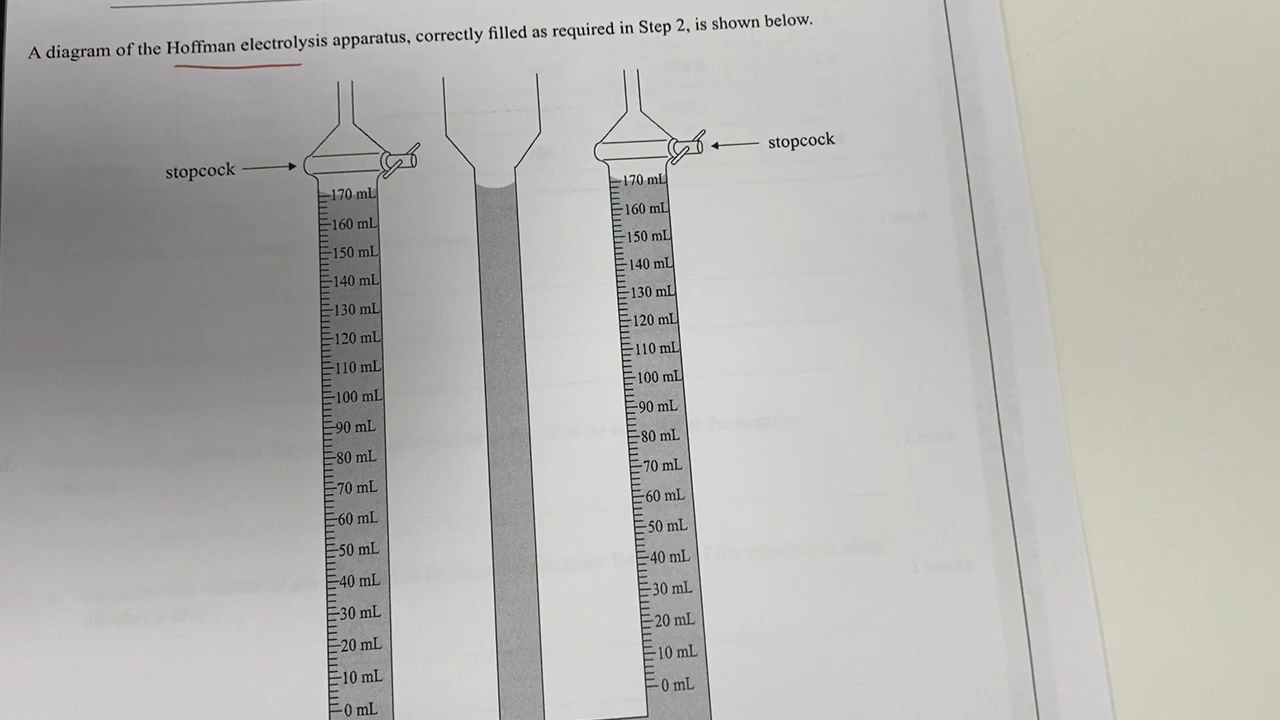 A diagram of the Hoffman electrolysis apparatus, correctly filled as required in Step 2, is shown below.
stopcock
stopcock
170 mL
160 mL
150 mL
140 mL
130 mL
120 mL
110 mL
100 mL
90 mL
80 mL
70 mL
60 mL
50 mL
40 mL
30 mL
20 mL
10 mL
0 mL
170 mL
160 mL
150 mL
140 mL
130 mL
120 mL
110 mL
100 mL
90 mL
80 mL
70 mL
60 mL
50 mL
40 mL
30 mL
20 mL
10 mL
0 mL